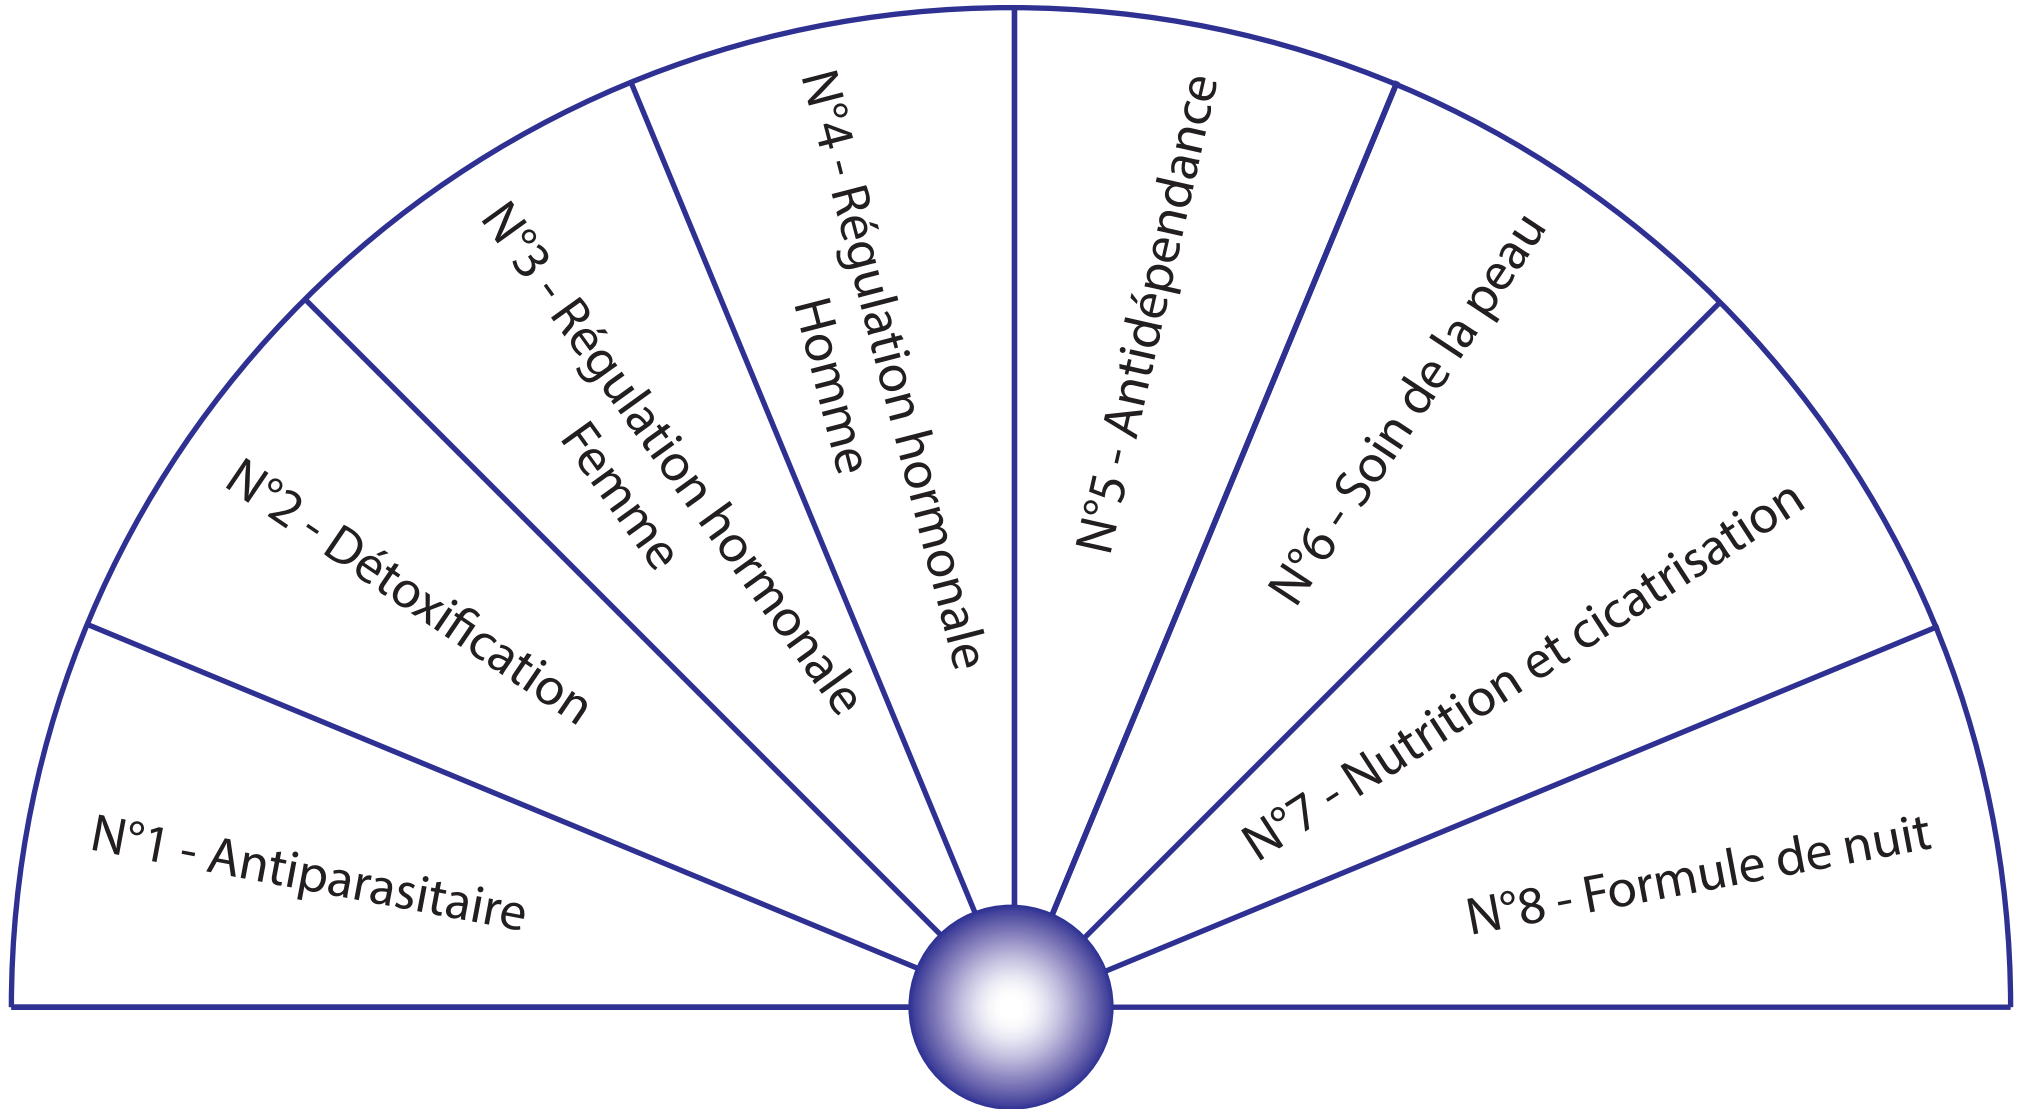 N°1 - Antiparasitaire
N°2 - Détoxification
N°3 - Régulation hormonale
Femme
N°4 - Régulation hormonale
Homme
N°5 - Antidépendance
N°6 - Soin de la peau
N°7 - Nutrition et cicatrisation
N°8 - Formule de nuit